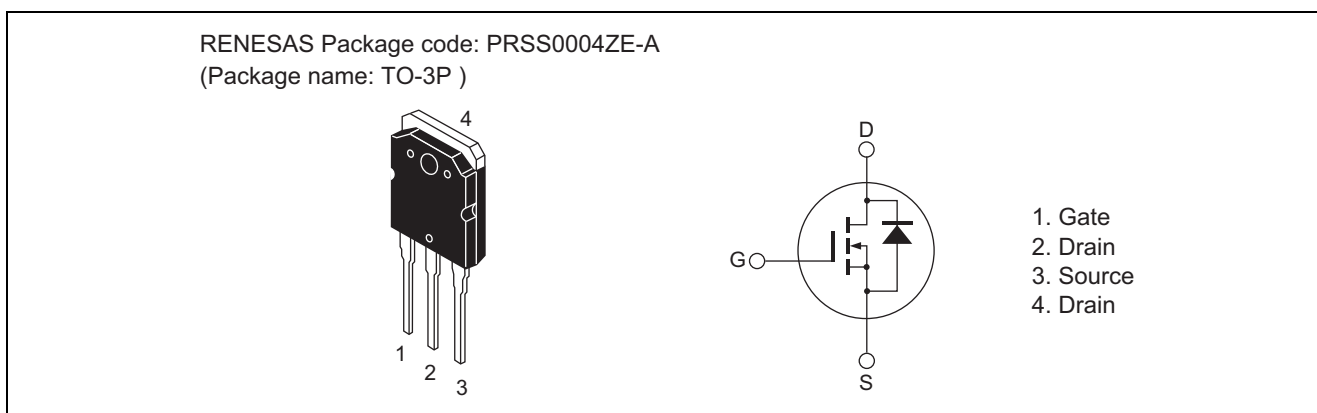 RENESAS Package code: PRSS0004ZE-A
(Package name: TO-3P )
4
1
2
3
D
G
S
1. Gate
2. Drain
3. Source
4. Drain